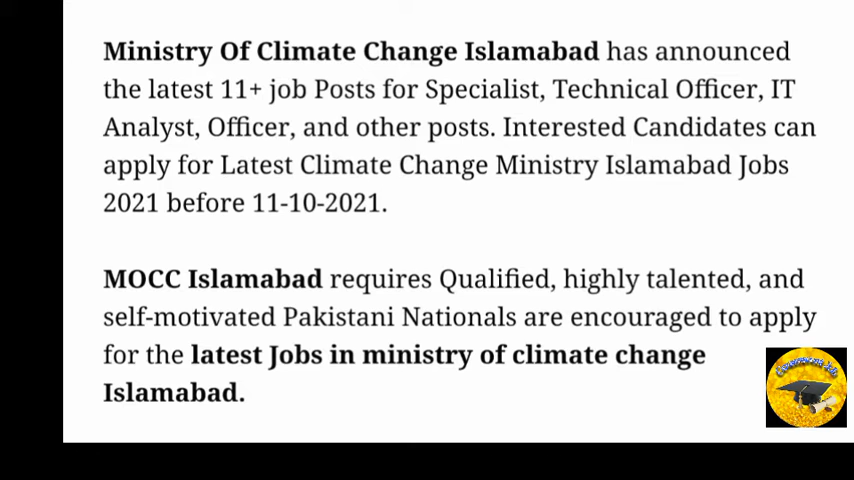 Ministry Of Climate Change Islamabad has announced
the latest 11+ job Posts for Specialist, Technical Officer, IT
Analyst, Officer, and other posts. Interested Candidates can
apply for Latest Climate Change Ministry Islamabad Jobs
2021 before 11-10-2021.
MOCC Islamabad requires Qualified, highly talented, and
self-motivated Pakistani Nationals are encouraged to apply
for the latest Jobs in ministry of climate change
Islamabad.